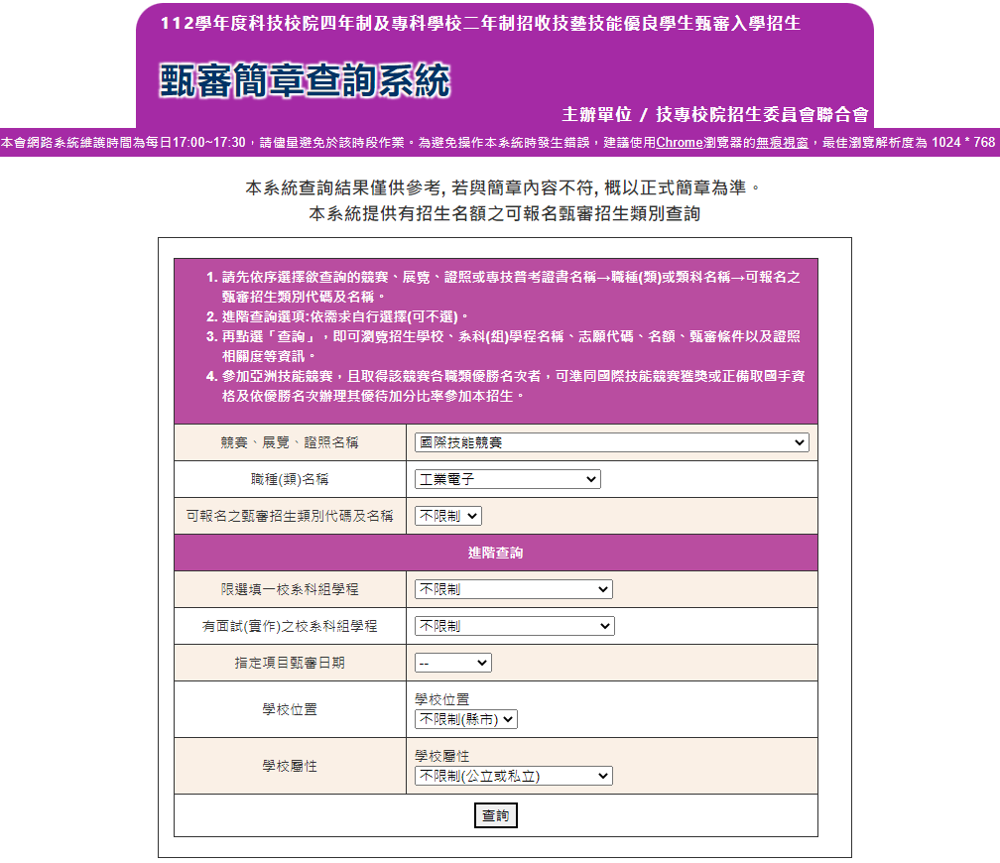 112學年度科技校院四年制及專科學校二年制招收技藝技能優良學生甄審入學招生
甄審簡章查詢系統
主辦單位 / 技專校院招生委員會聯合會
本會網路系統維護時間為每日17:00~17:30，請儘量避免於該時段作業。為避免操作本系統時發生錯誤，建議使用Chrome瀏覽器的無痕視窗，最佳瀏覽解析度為 1024 * 768
本系統查詢結果僅供參考, 若與簡章內容不符, 概以正式簡章為準。
本系統提供有招生名額之可報名甄審招生類別查詢
1. 請先依序選擇欲查詢的競賽、展覽、證照或專技普考證書名稱→職種(類)或類科名稱→可報名之
甄審招生類別代碼及名稱。
2. 進階查詢選項:依需求自行選擇(可不選)。
3. 再點選「查詢」，即可瀏覽招生學校、系科(組)學程名稱、志願代碼、名額、甄審條件以及證照
相關度等資訊。
4. 參加亞洲技能競賽，且取得該競賽各職類優勝名次者，可準同國際技能競賽獲獎或正備取國手資
格及依優勝名次辦理其優待加分比率參加本招生。
競賽、展覽、證照名稱 國際技能競賽
職種(類)名稱 工業電子
可報名之甄審招生類別代碼及名稱 不限制
進階查詢
限選填一校系科組學程 不限制
有面試(實作)之校系科組學程 不限制
指定項目甄審日期 --
學校位置 學校位置
不限制(縣市)
學校屬性 學校屬性
不限制(公立或私立)
查詢